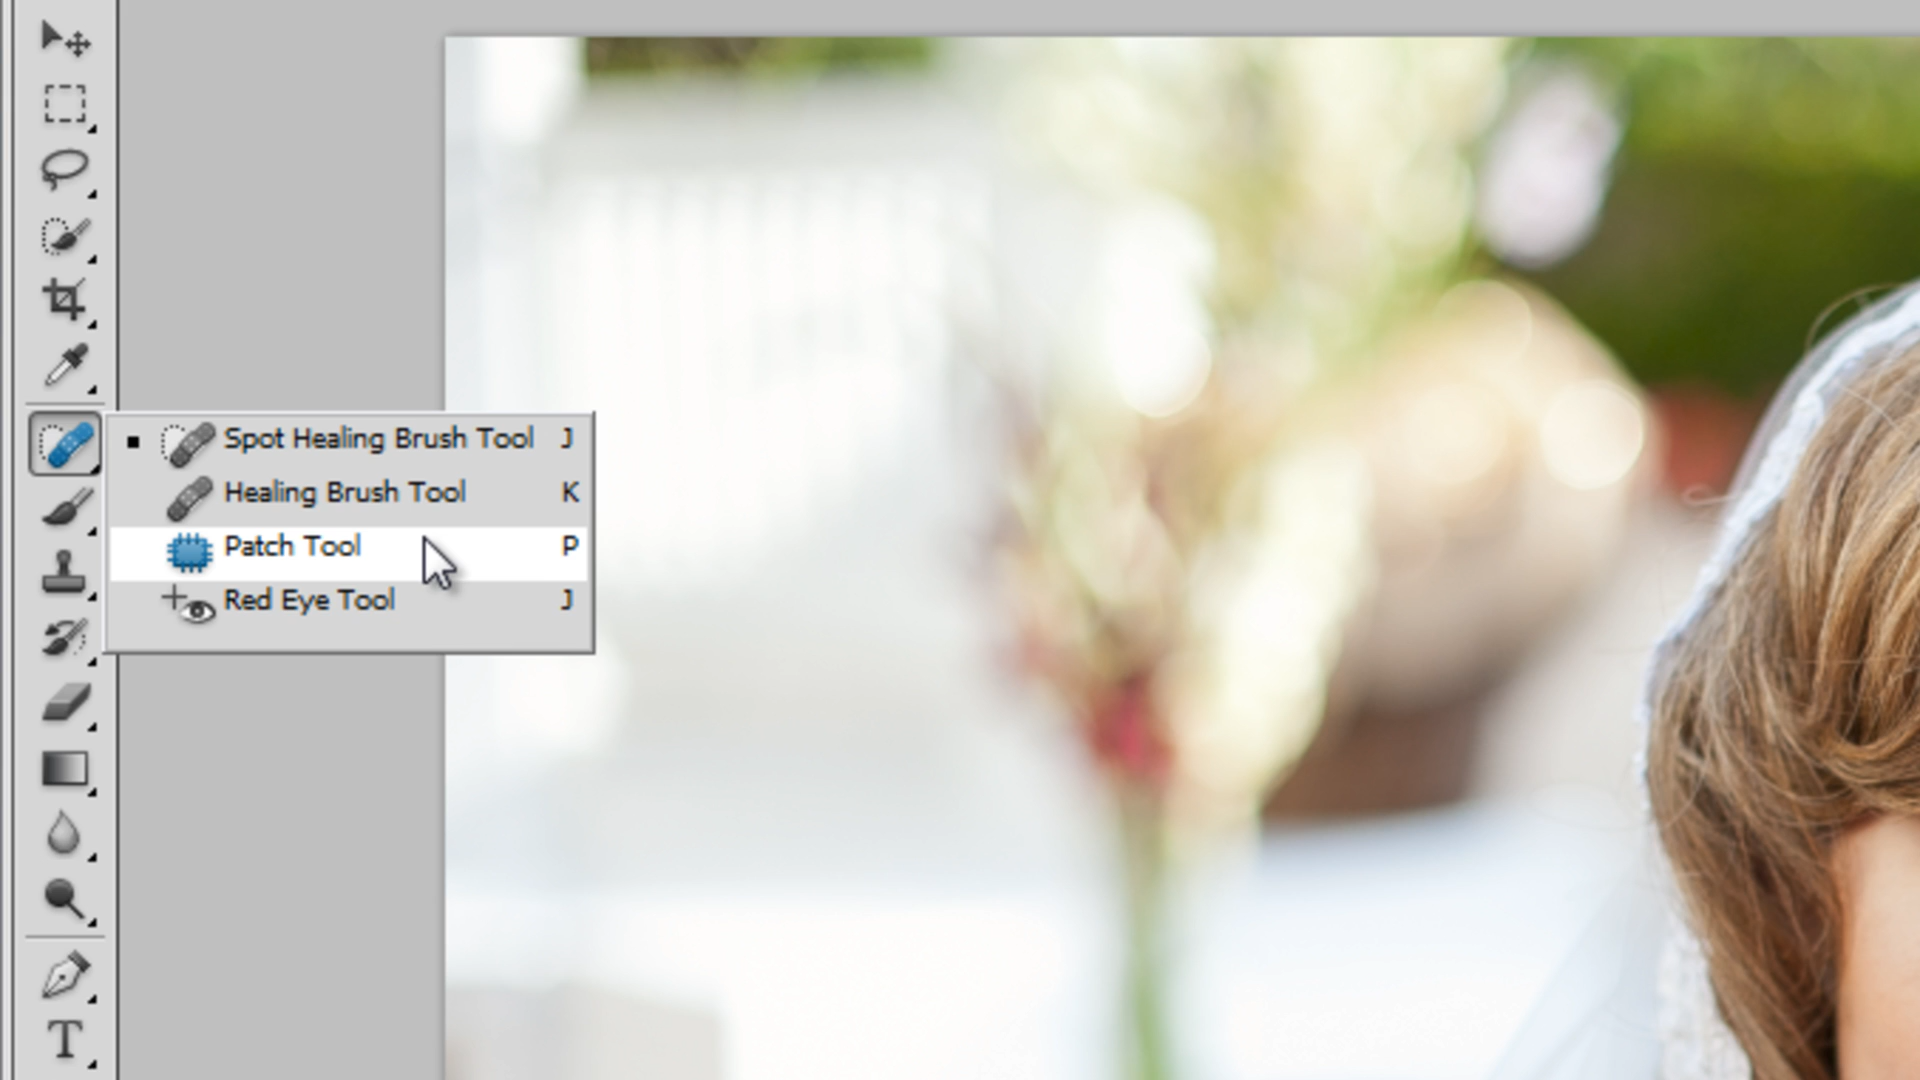 Spot Healing Brush Tool J
Healing Brush Tool K
Patch Tool P
Red Eye Tool J
T